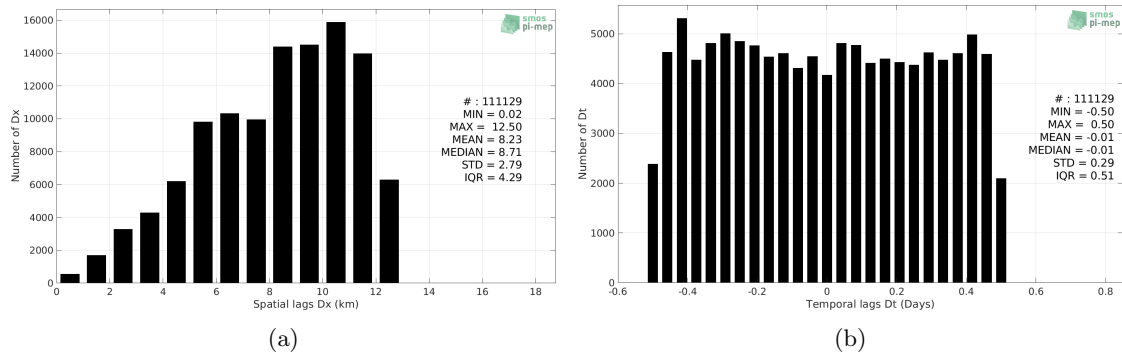 16000
14000
12000
10000
8000
6000
4000
2000
0
0 2 4 6 8 10 12 14 16 18
Number of Dx
Spatial lags Dx (km)
smos
pi-mep
# : 111129
MIN = 0.02
MAX = 12.50
MEAN = 8.23
MEDIAN = 8.71
STD = 2.79
IQR = 4.29
(a)
5000
4000
3000
2000
1000
0
-0.6 -0.4 -0.2 0 0.2 0.4 0.6 0.8
Number of Dt
Temporal lags Dt (Days)
smos
pi-mep
# : 111129
MIN = -0.50
MAX = 0.50
MEAN = -0.01
MEDIAN = -0.01
STD = 0.29
IQR = 0.51
(b)